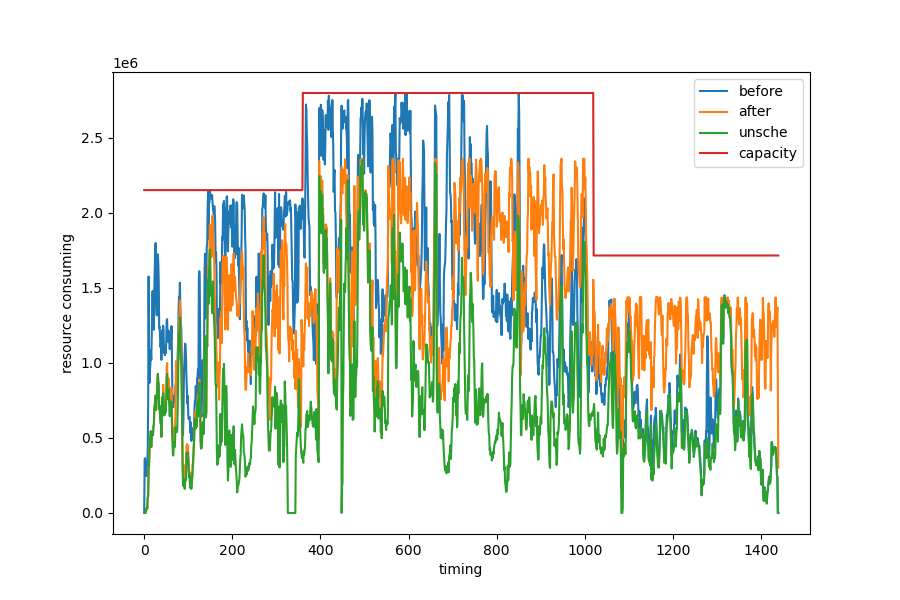 1e6
before
after
unsche
capacity
2.5
2.0
1.5
1.0
0.5
0.0
resource consuming
0 200 400 600 800 1000 1200 1400
timing